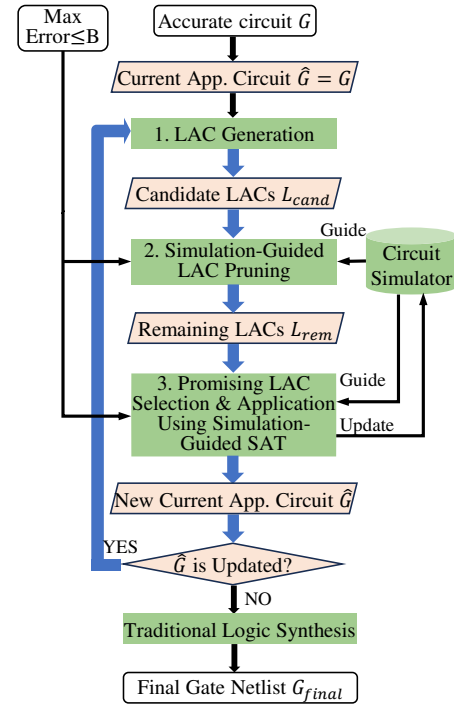 Max
Error≤B
Accurate circuit G
Current App. Circuit Ĝ = G
1. LAC Generation
Candidate LACs L_cand
Guide
2. Simulation-Guided
LAC Pruning
Circuit
Simulator
Remaining LACs L_rem
Guide
3. Promising LAC
Selection & Application
Using Simulation-
Guided SAT
Update
New Current App. Circuit Ĝ
YES
Ĝ is Updated?
NO
Traditional Logic Synthesis
Final Gate Netlist G_final